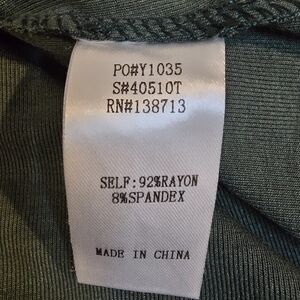 PO#Y1035
S#40510T
RN#138713
SELF:92%RAYON
8%SPANDEX
MADE IN CHINA